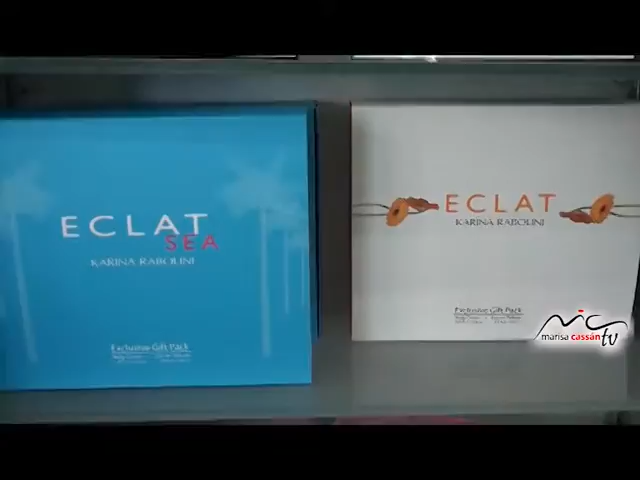 ECLAT
SEA
KARINA RABOLINI
Exclusive Gift Pack
ECLAT
KARINA RABOLINI
Exclusive Gift Pack
marisa cassán tv